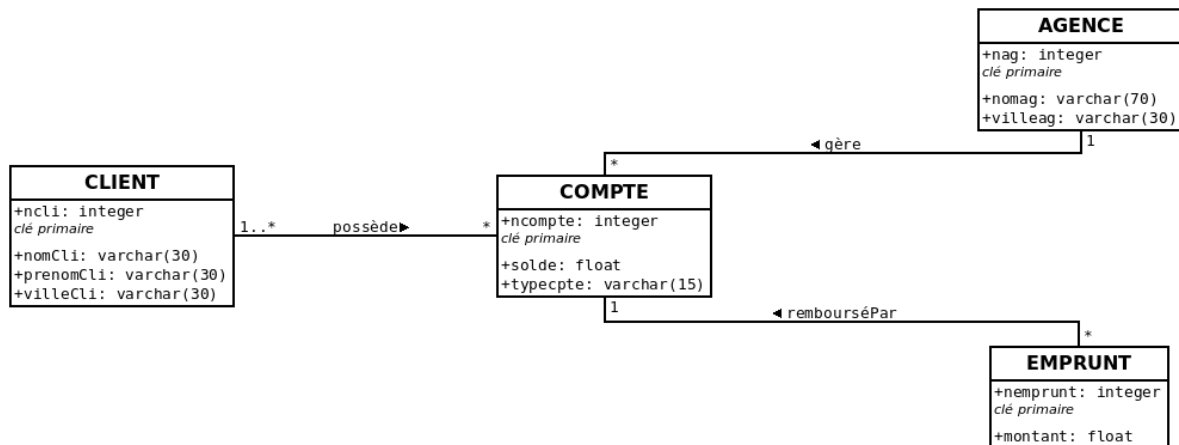 AGENCE
+nag: integer
clé primaire
+nomag: varchar(70)
+villeag: varchar(30)
1
◄ gère
*
CLIENT
+ncli: integer
clé primaire
+nomCli: varchar(30)
+prenomCli: varchar(30)
+villeCli: varchar(30)
1..* possède► *
COMPTE
+ncompte: integer
clé primaire
+solde: float
+typecpte: varchar(15)
1
◄ rembourséPar
*
EMPRUNT
+nemprunt: integer
clé primaire
+montant: float